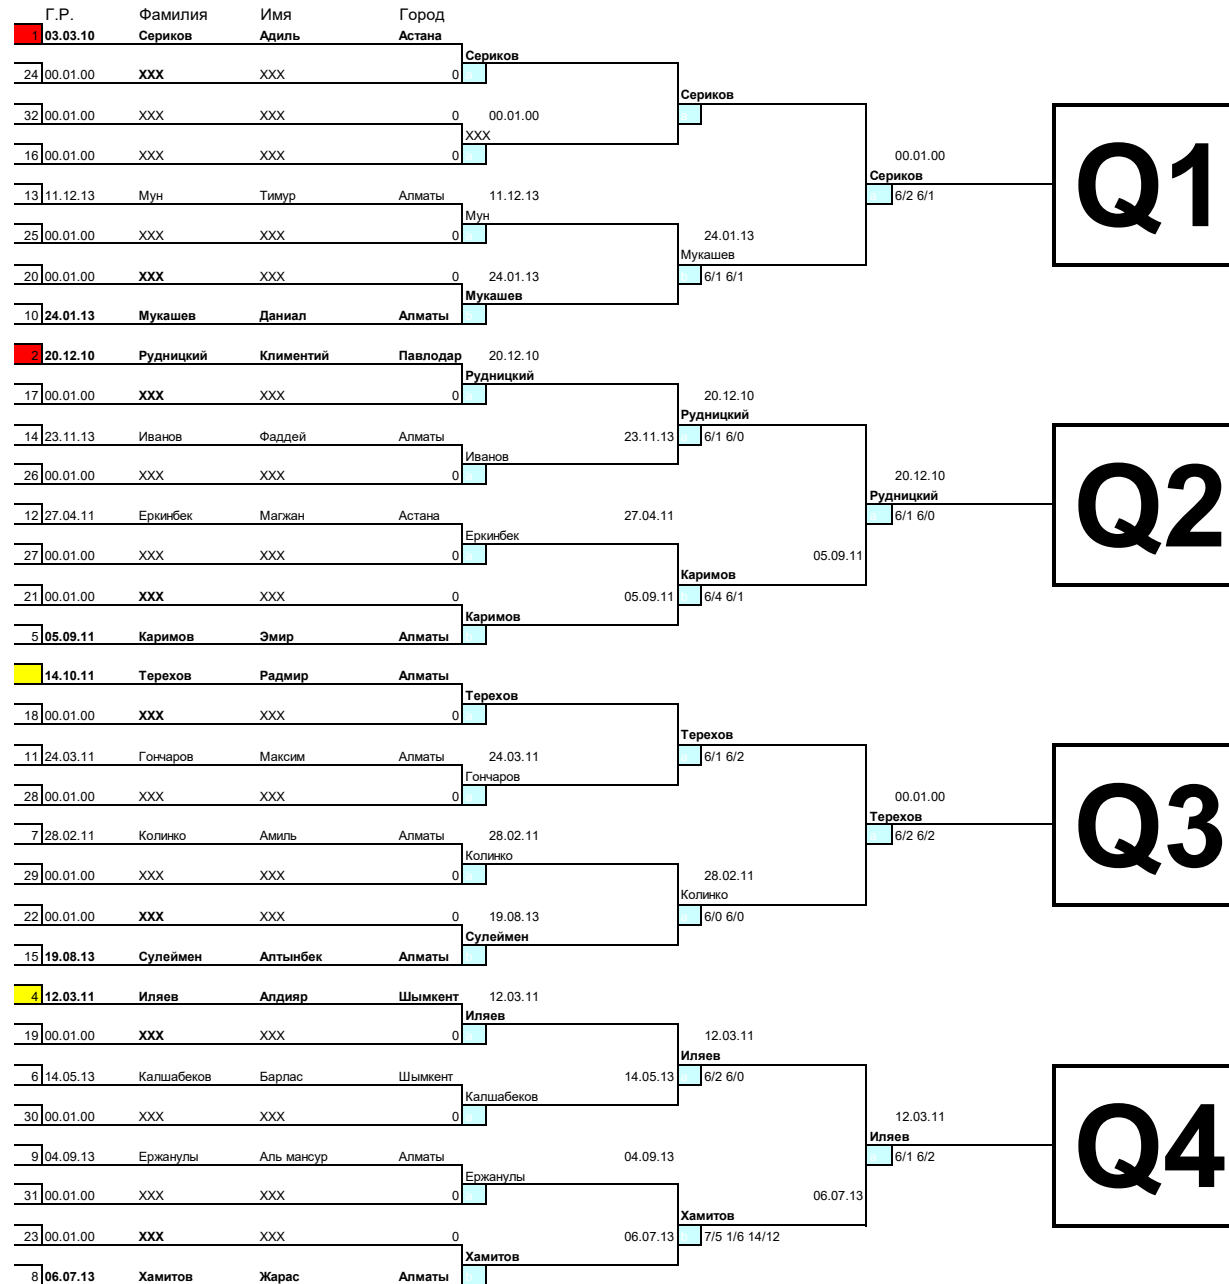 Г.Р. Фамилия Имя Город
1 03.03.10 Сериков Адиль Астана
Сериков
24 00.01.00 XXX XXX 0
Сериков
32 00.01.00 XXX XXX 0 00.01.00
XXX
16 00.01.00 XXX XXX 0 00.01.00
Сериков
Q1
13 11.12.13 Мун Тимур Алматы 11.12.13 6/2 6/1
Мун
25 00.01.00 XXX XXX 0 24.01.13
Мукашев
20 00.01.00 XXX XXX 0 24.01.13 6/1 6/1
Мукашев
10 24.01.13 Мукашев Даниал Алматы
2 20.12.10 Рудницкий Климентий Павлодар 20.12.10
Рудницкий
17 00.01.00 XXX XXX 0 20.12.10
Рудницкий
14 23.11.13 Иванов Фаддей Алматы 23.11.13 6/1 6/0
Иванов
26 00.01.00 XXX XXX 0 20.12.10
Рудницкий
Q2
12 27.04.11 Еркинбек Магжан Астана 27.04.11 6/1 6/0
Еркинбек
27 00.01.00 XXX XXX 0 05.09.11
Каримов
21 00.01.00 XXX XXX 0 05.09.11 6/4 6/1
Каримов
5 05.09.11 Каримов Эмир Алматы
14.10.11 Терехов Радмир Алматы
Терехов
18 00.01.00 XXX XXX 0
Терехов
11 24.03.11 Гончаров Максим Алматы 24.03.11 6/1 6/2
Гончаров
28 00.01.00 XXX XXX 0 00.01.00
Терехов
Q3
7 28.02.11 Колинко Амиль Алматы 28.02.11 6/2 6/2
Колинко
29 00.01.00 XXX XXX 0 28.02.11
Колинко
22 00.01.00 XXX XXX 0 19.08.13 6/0 6/0
Сулеймен
15 19.08.13 Сулеймен Алтынбек Алматы
4 12.03.11 Иляев Алдияр Шымкент 12.03.11
Иляев
19 00.01.00 XXX XXX 0 12.03.11
Иляев
6 14.05.13 Калшабеков Барлас Шымкент 14.05.13 6/2 6/0
Калшабеков
30 00.01.00 XXX XXX 0 12.03.11
Иляев
Q4
9 04.09.13 Ержанулы Аль мансур Алматы 04.09.13 6/1 6/2
Ержанулы
31 00.01.00 XXX XXX 0 06.07.13
Хамитов
23 00.01.00 XXX XXX 0 06.07.13 7/5 1/6 14/12
Хамитов
8 06.07.13 Хамитов Жарас Алматы